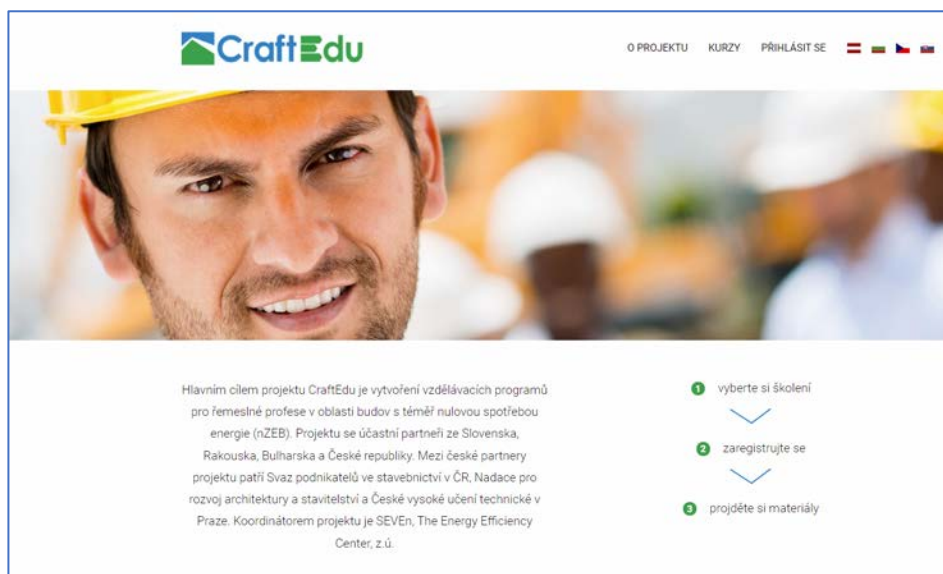 CraftEdu
O PROJEKTU KURZY PŘIHLÁSIT SE
Hlavním cílem projektu CraftEdu je vytvoření vzdělávacích programů
pro řemeslné profese v oblasti budov s téměř nulovou spotřebou
energie (nZEB). Projektu se účastní partneři ze Slovenska,
Rakouska, Bulharska a České republiky. Mezi české partnery
projektu patří Svaz podnikatelů ve stavebnictví v ČR, Nadace pro
rozvoj architektury a stavitelství a České vysoké učení technické v
Praze. Koordinátorem projektu je SEVEn, The Energy Efficiency
Center, z.ú.
1 vyberte si školení
2 zaregistrujte se
3 projděte si materiály